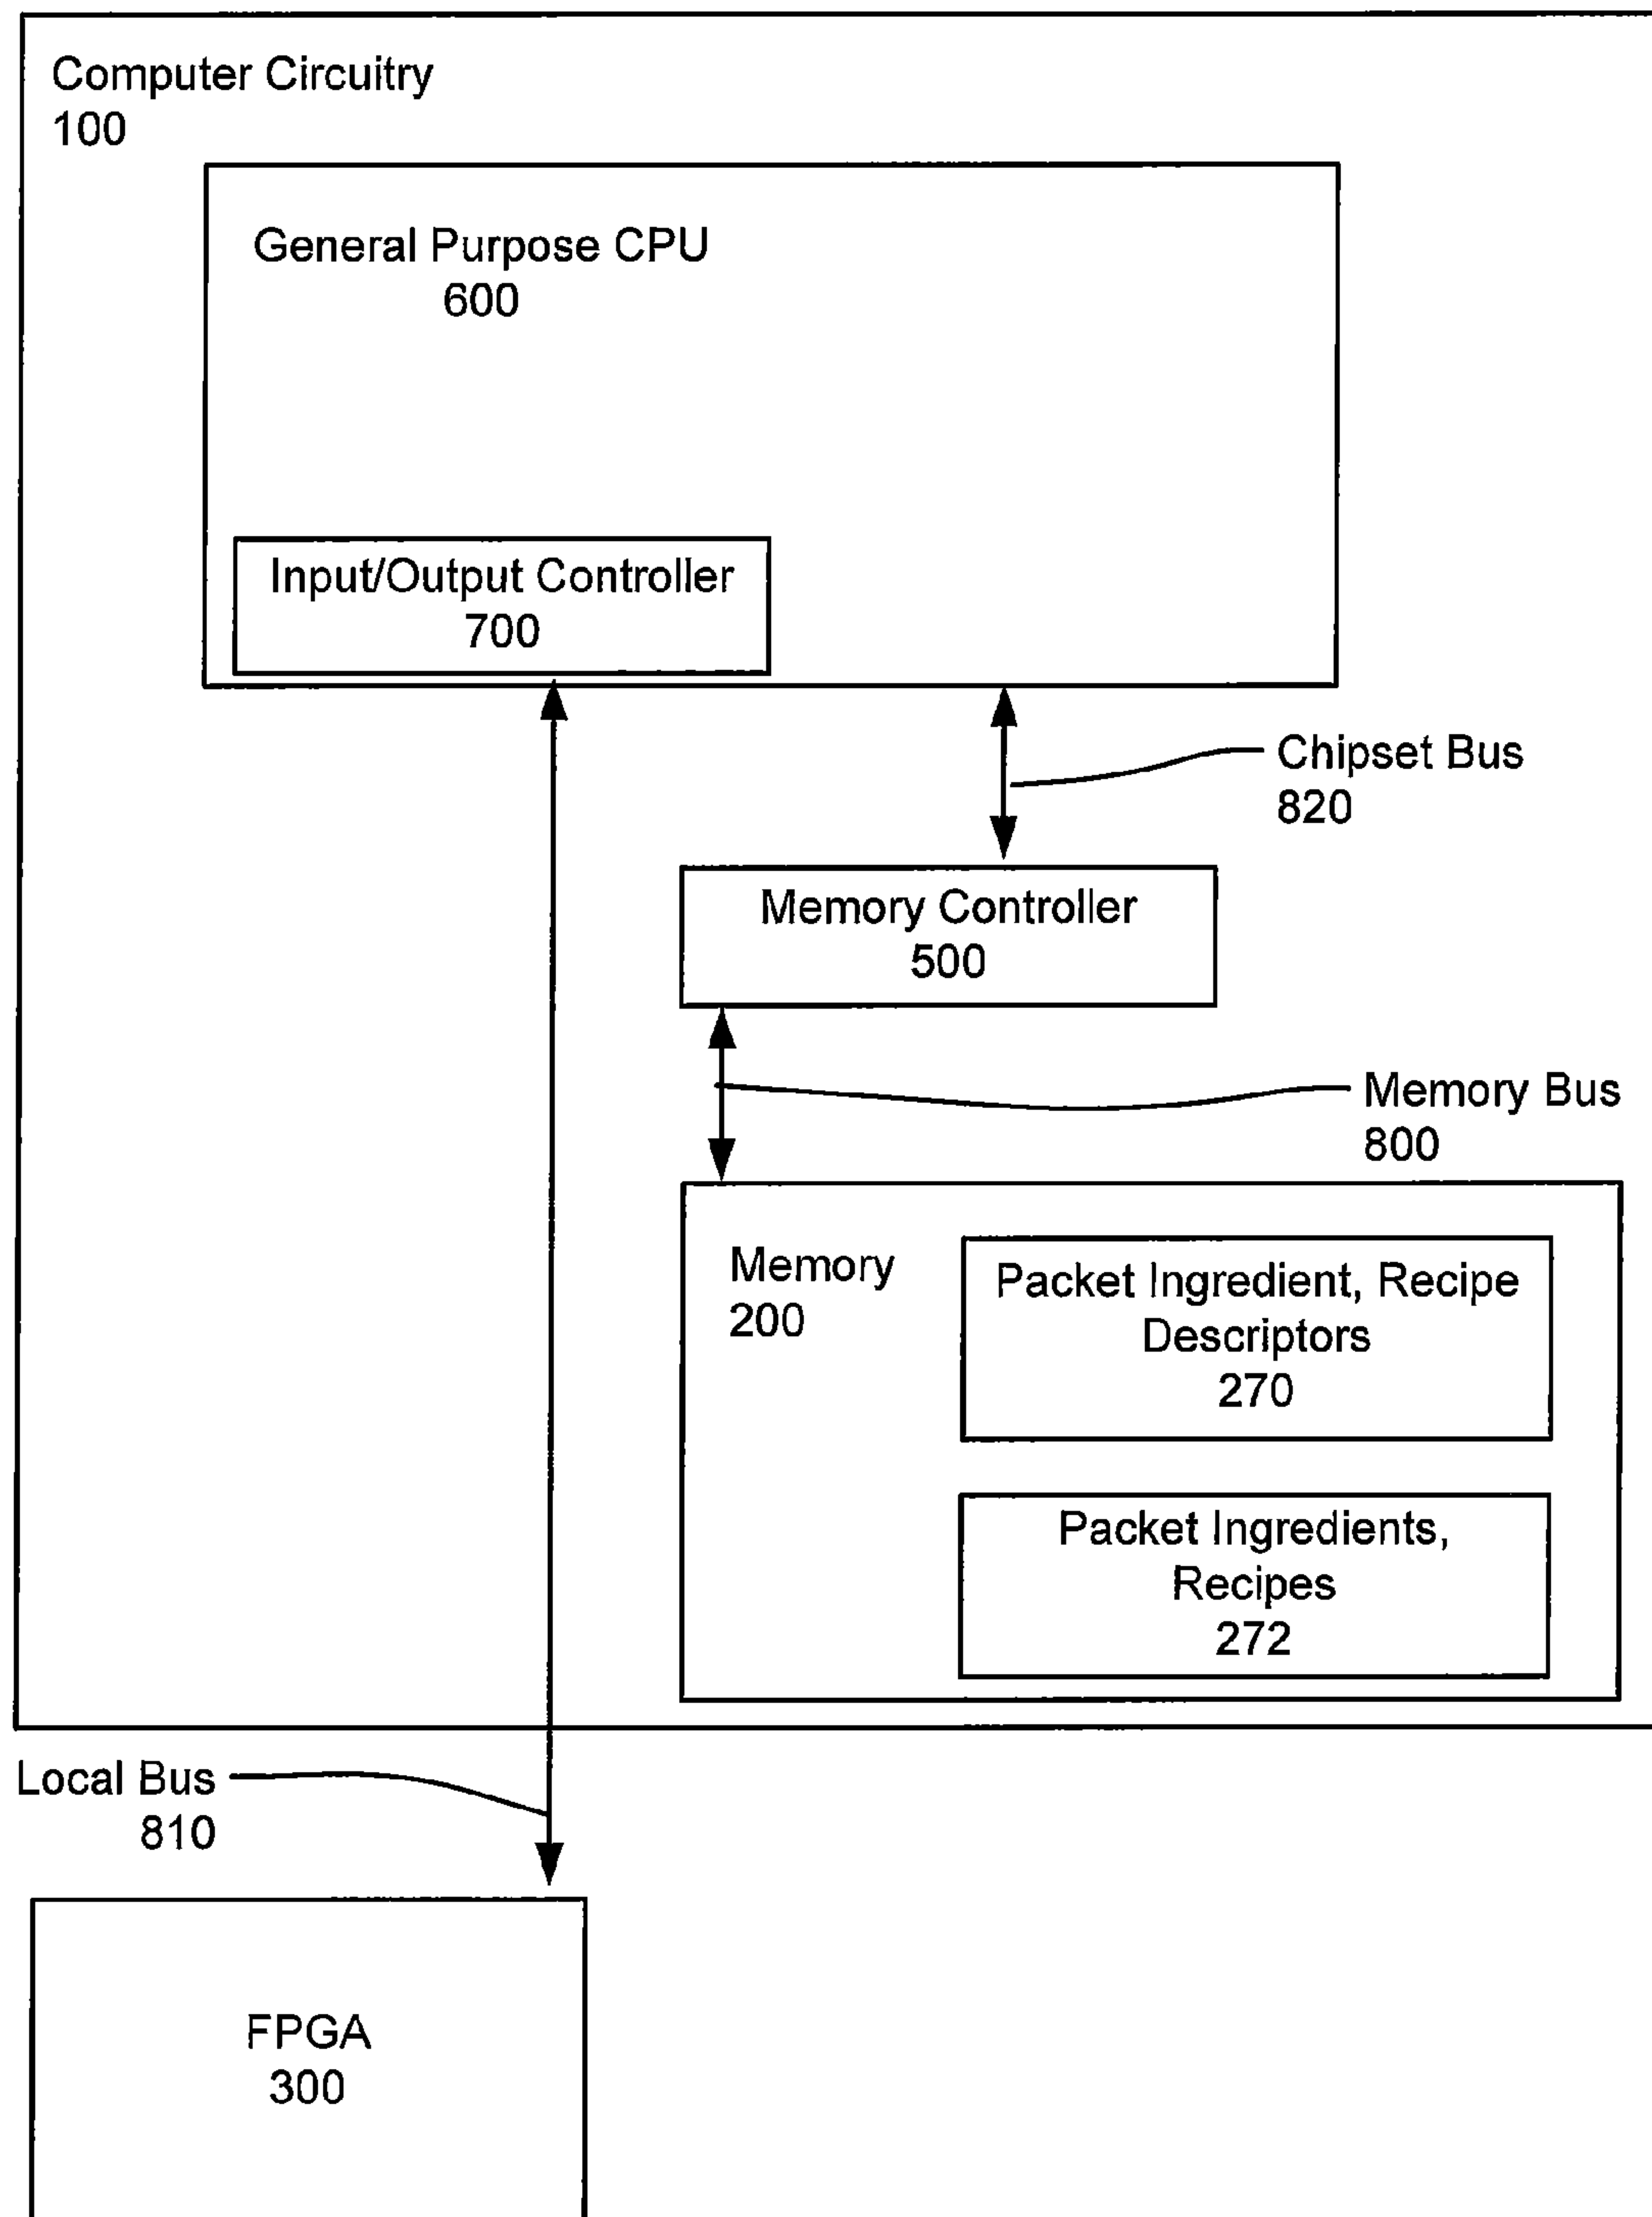 Computer Circuitry
100
General Purpose CPU
600
Input/Output Controller
700
Chipset Bus
820
Memory Controller
500
Memory Bus
800
Memory
200
Packet Ingredient, Recipe
Descriptors
270
Packet Ingredients,
Recipes
272
Local Bus
810
FPGA
300